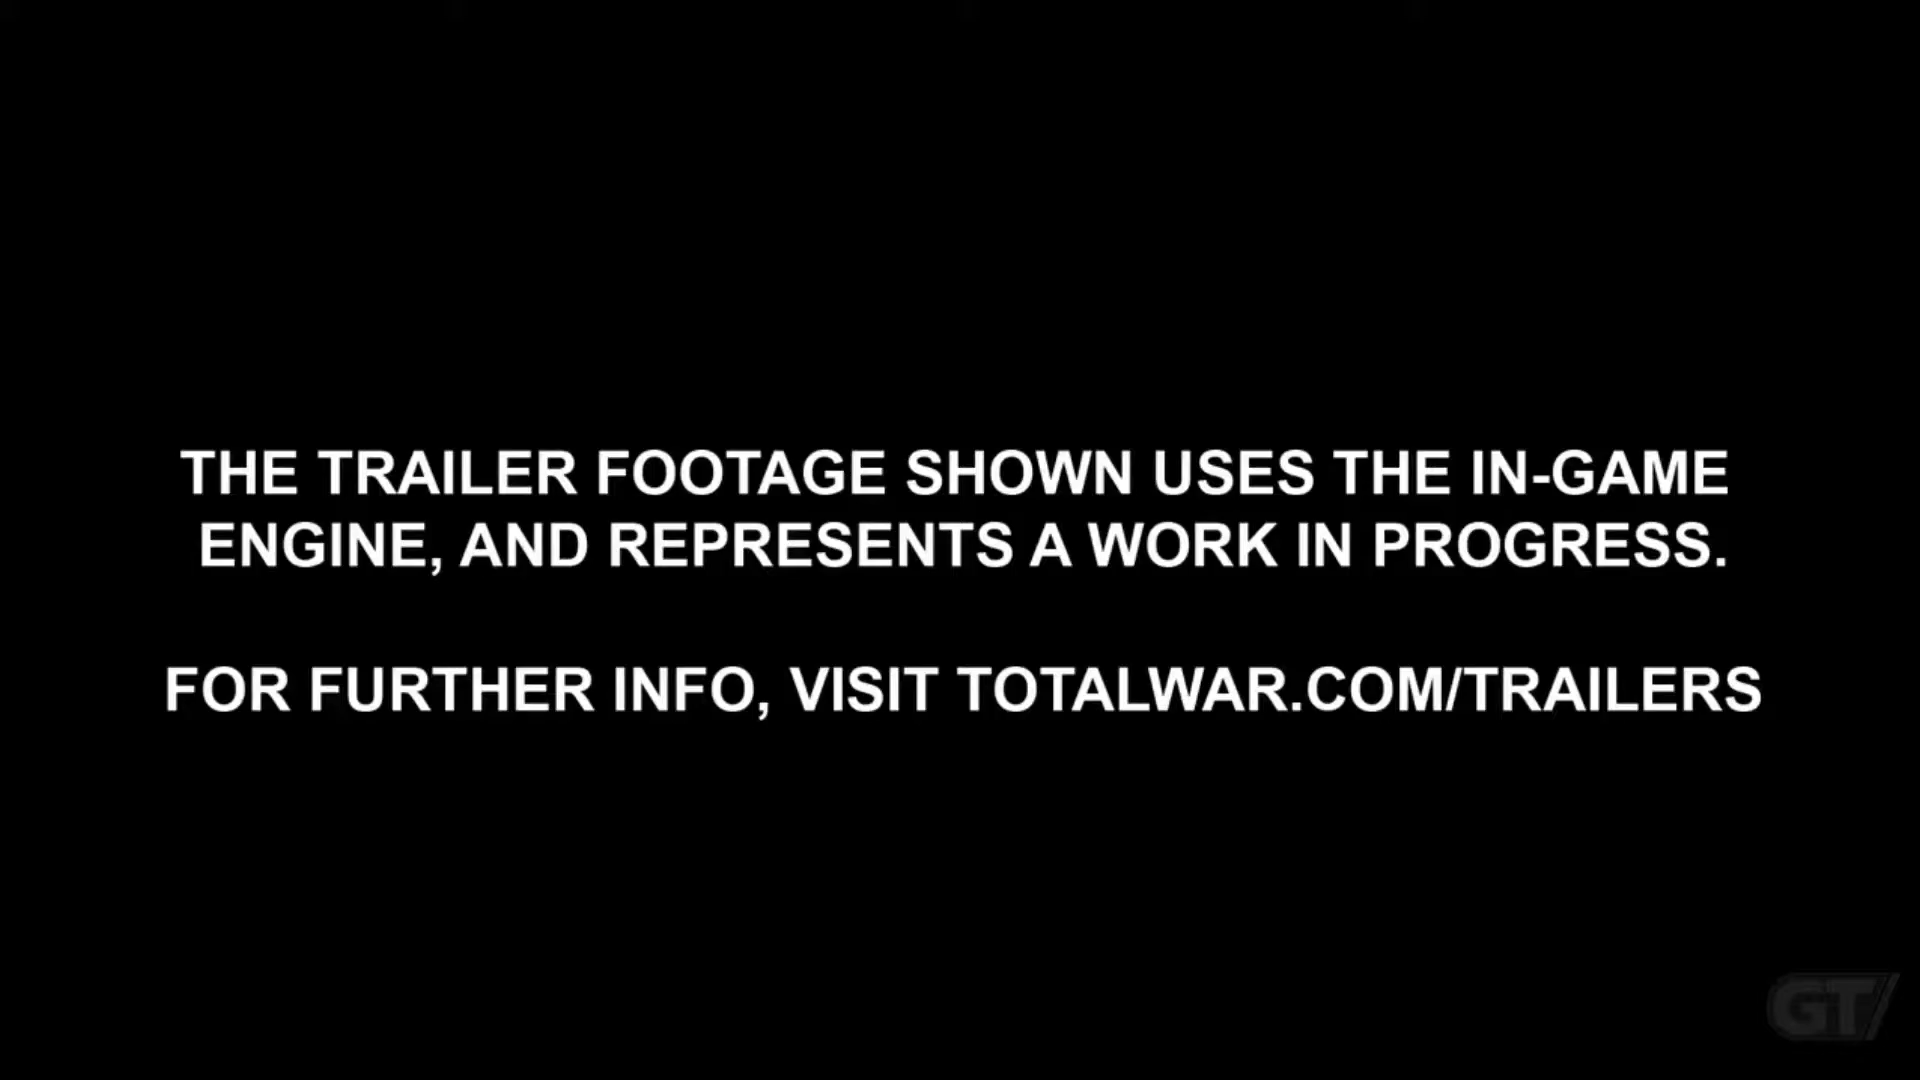 THE TRAILER FOOTAGE SHOWN USES THE IN-GAME
ENGINE, AND REPRESENTS A WORK IN PROGRESS.
FOR FURTHER INFO, VISIT TOTALWAR.COM/TRAILERS
GT